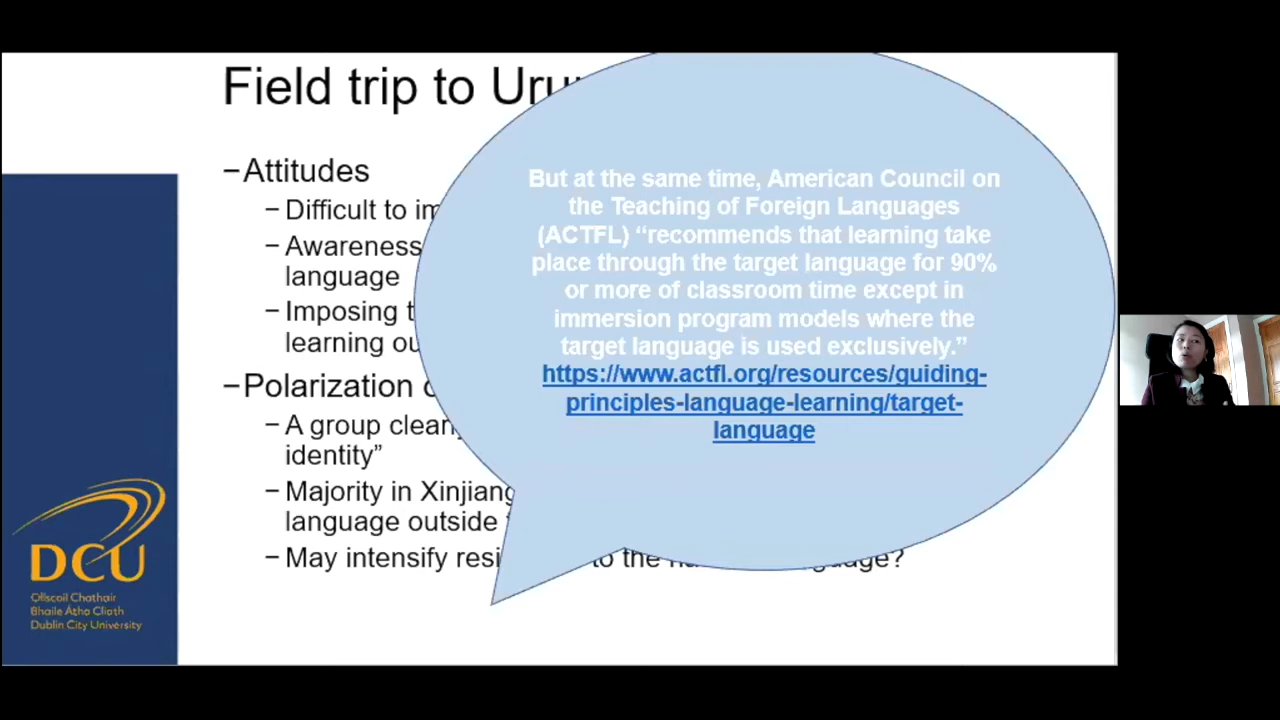 Field trip to Uru
−Attitudes
− Difficult to im
− Awareness
language
− Imposing t
learning ou
−Polarization
− A group clearly
identity”
− Majority in Xinjiang
language outside
− May intensify resi to the language?
But at the same time, American Council on
the Teaching of Foreign Languages
(ACTFL) “recommends that learning take
place through the target language for 90%
or more of classroom time except in
immersion program models where the
target language is used exclusively.”
https://www.actfl.org/resources/guiding-
principles-language-learning/target-
language
DCU
Ollscoil Chathair
Bhaile Átha Cliath
Dublin City University